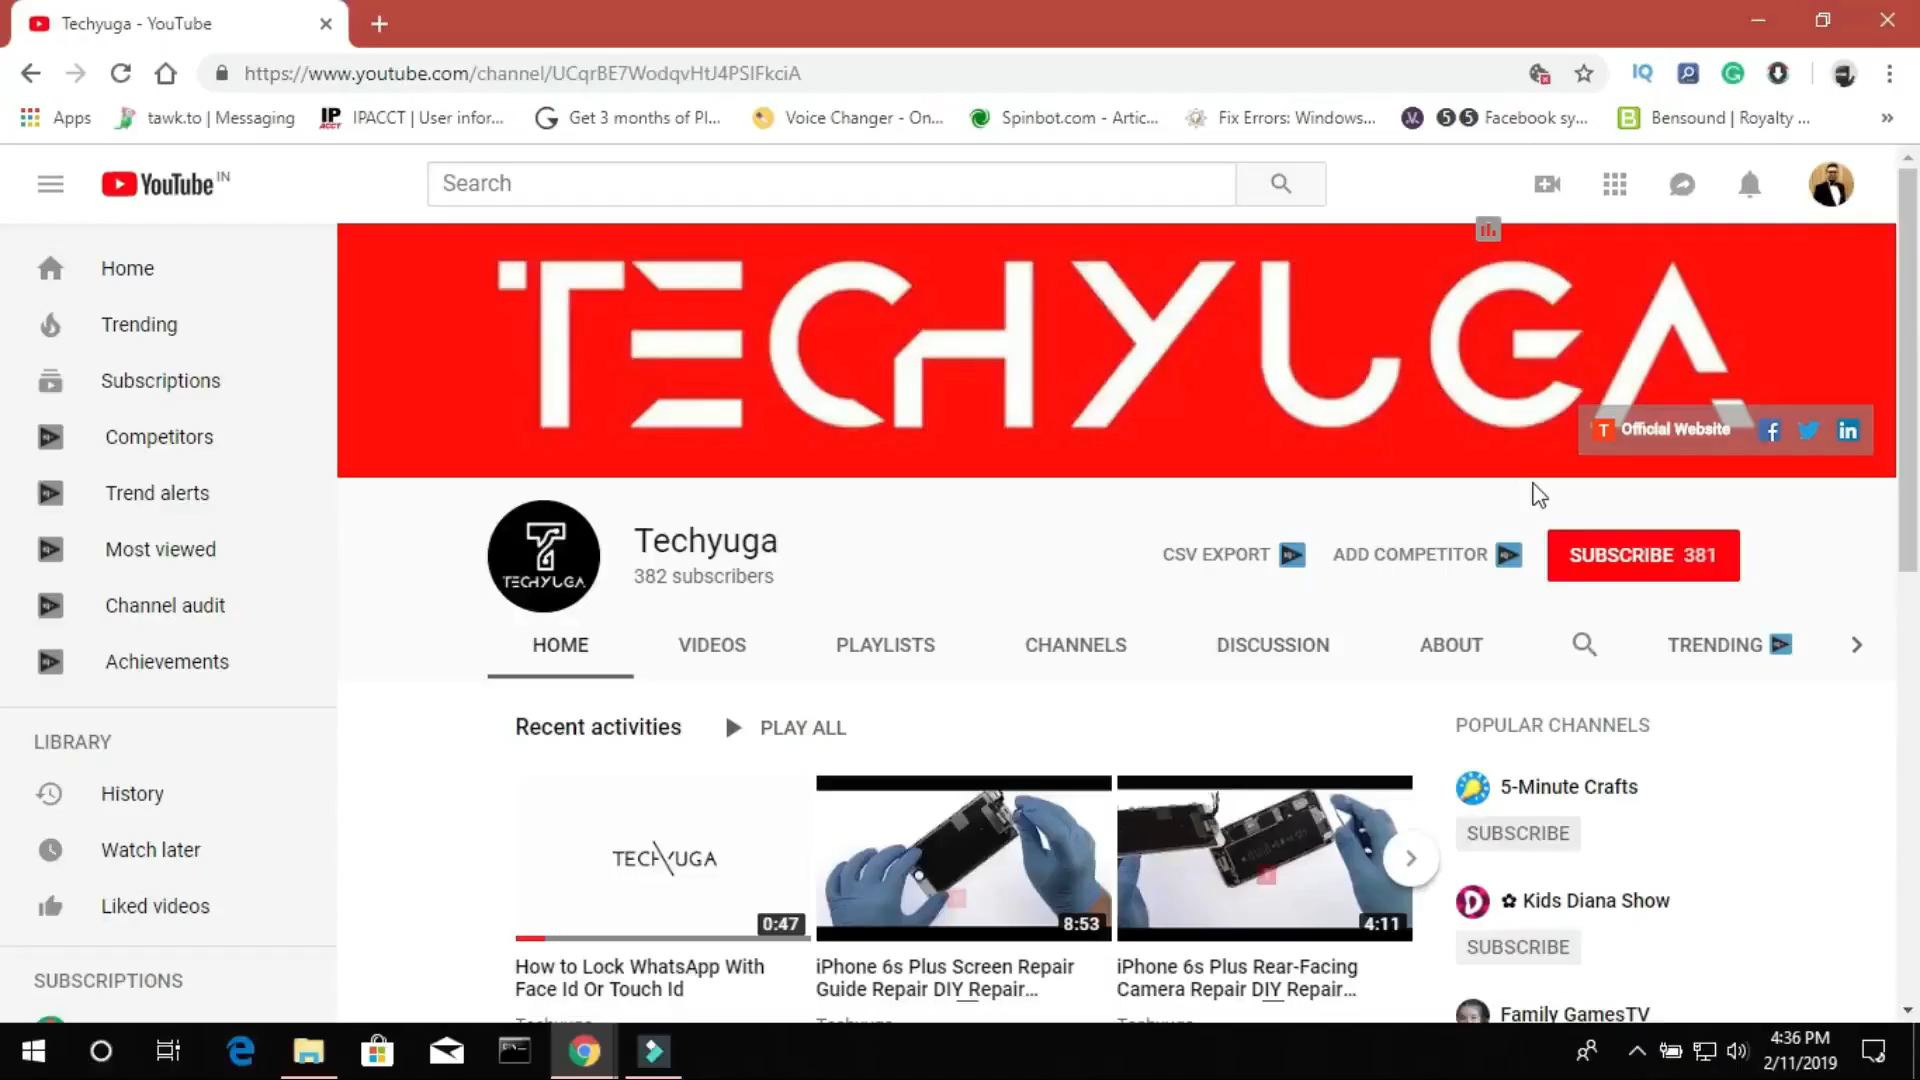 Techyuga - YouTube
https://www.youtube.com/channel/UCqrBE7WodqvHtJ4PSIFkciA
Apps
tawk.to | Messaging
IPACCT | User infor...
Get 3 months of Pl...
Voice Changer - On...
Spinbot.com - Artic...
Fix Errors: Windows...
Facebook sy...
Bensound | Royalty ...
YouTube IN
Search
Home
Trending
Subscriptions
Competitors
Trend alerts
Most viewed
Channel audit
Achievements
LIBRARY
History
Watch later
Liked videos
SUBSCRIPTIONS
TECHYUGA
Official Website
TECHYUGA
Techyuga
382 subscribers
CSV EXPORT
ADD COMPETITOR
SUBSCRIBE 381
HOME
VIDEOS
PLAYLISTS
CHANNELS
DISCUSSION
ABOUT
TRENDING
Recent activities
PLAY ALL
TECHYUGA
0:47
How to Lock WhatsApp With
Face Id Or Touch Id
8:53
iPhone 6s Plus Screen Repair
Guide Repair DIY Repair...
4:11
iPhone 6s Plus Rear-Facing
Camera Repair DIY Repair...
POPULAR CHANNELS
5-Minute Crafts
SUBSCRIBE
✿ Kids Diana Show
SUBSCRIBE
Family GamesTV
4:36 PM
2/11/2019